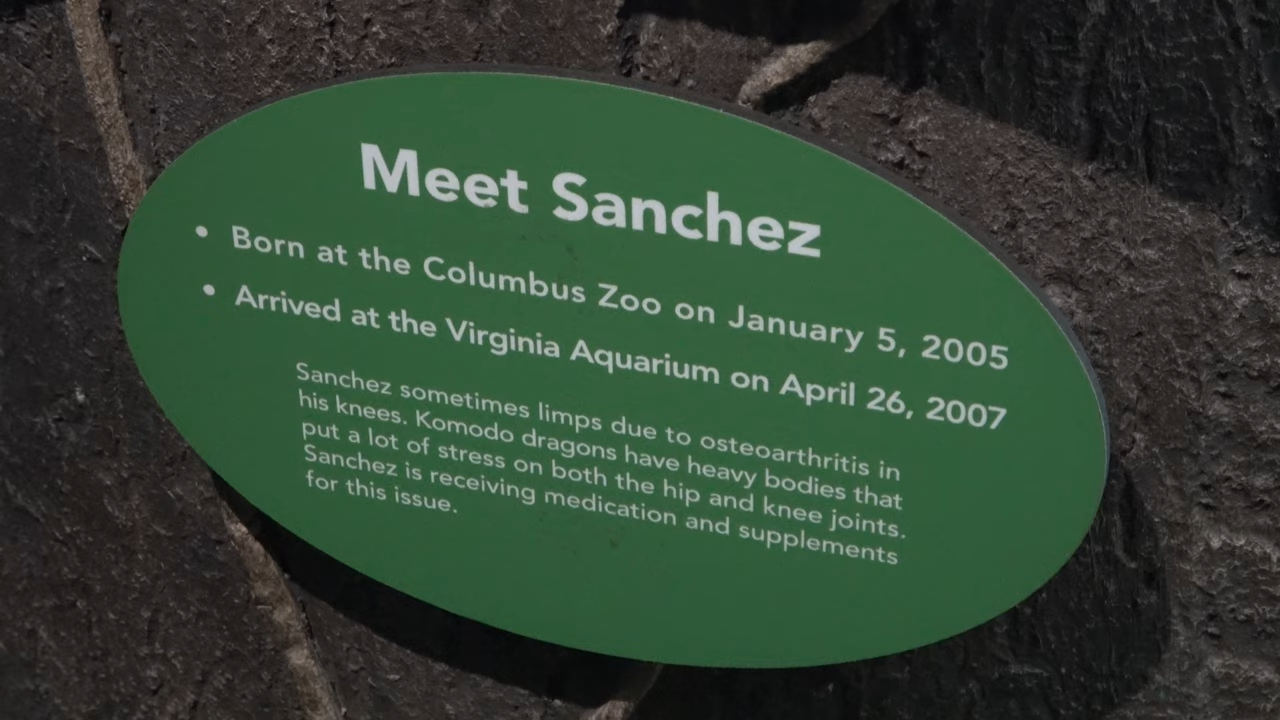 Meet Sanchez
• Born at the Columbus Zoo on January 5, 2005
• Arrived at the Virginia Aquarium on April 26, 2007
Sanchez sometimes limps due to osteoarthritis in
his knees. Komodo dragons have heavy bodies that
put a lot of stress on both the hip and knee joints.
Sanchez is receiving medication and supplements
for this issue.